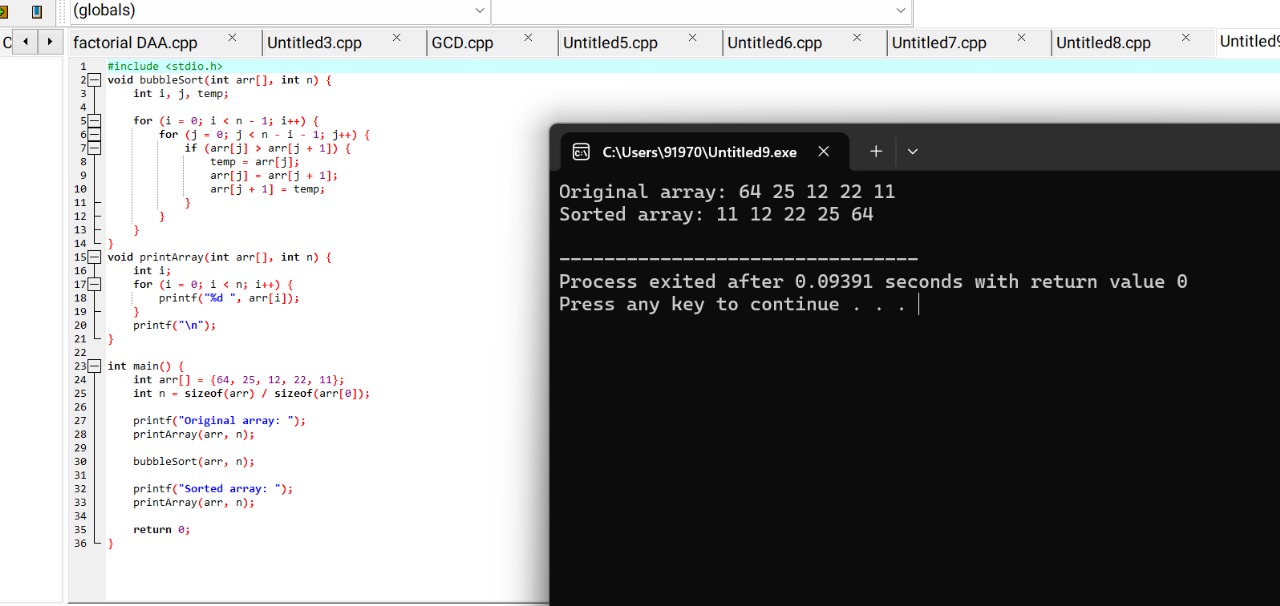 (globals)
factorial DAA.cpp Untitled3.cpp GCD.cpp Untitled5.cpp Untitled6.cpp Untitled7.cpp Untitled8.cpp Untitled9
1 #include <stdio.h>
2 void bubbleSort(int arr[], int n) {
3 int i, j, temp;
4
5 for (i = 0; i < n - 1; i++) {
6 for (j = 0; j < n - i - 1; j++) {
7 if (arr[j] > arr[j + 1]) {
8 temp = arr[j];
9 arr[j] = arr[j + 1];
10 arr[j + 1] = temp;
11 }
12 }
13 }
14 }
15 void printArray(int arr[], int n) {
16 int i;
17 for (i = 0; i < n; i++) {
18 printf("%d ", arr[i]);
19 }
20 printf("\n");
21 }
22
23 int main() {
24 int arr[] = {64, 25, 12, 22, 11};
25 int n = sizeof(arr) / sizeof(arr[0]);
26
27 printf("Original array: ");
28 printArray(arr, n);
29
30 bubbleSort(arr, n);
31
32 printf("Sorted array: ");
33 printArray(arr, n);
34
35 return 0;
36 }
C:\Users\91970\Untitled9.exe
Original array: 64 25 12 22 11
Sorted array: 11 12 22 25 64
--------------------------------
Process exited after 0.09391 seconds with return value 0
Press any key to continue . . .